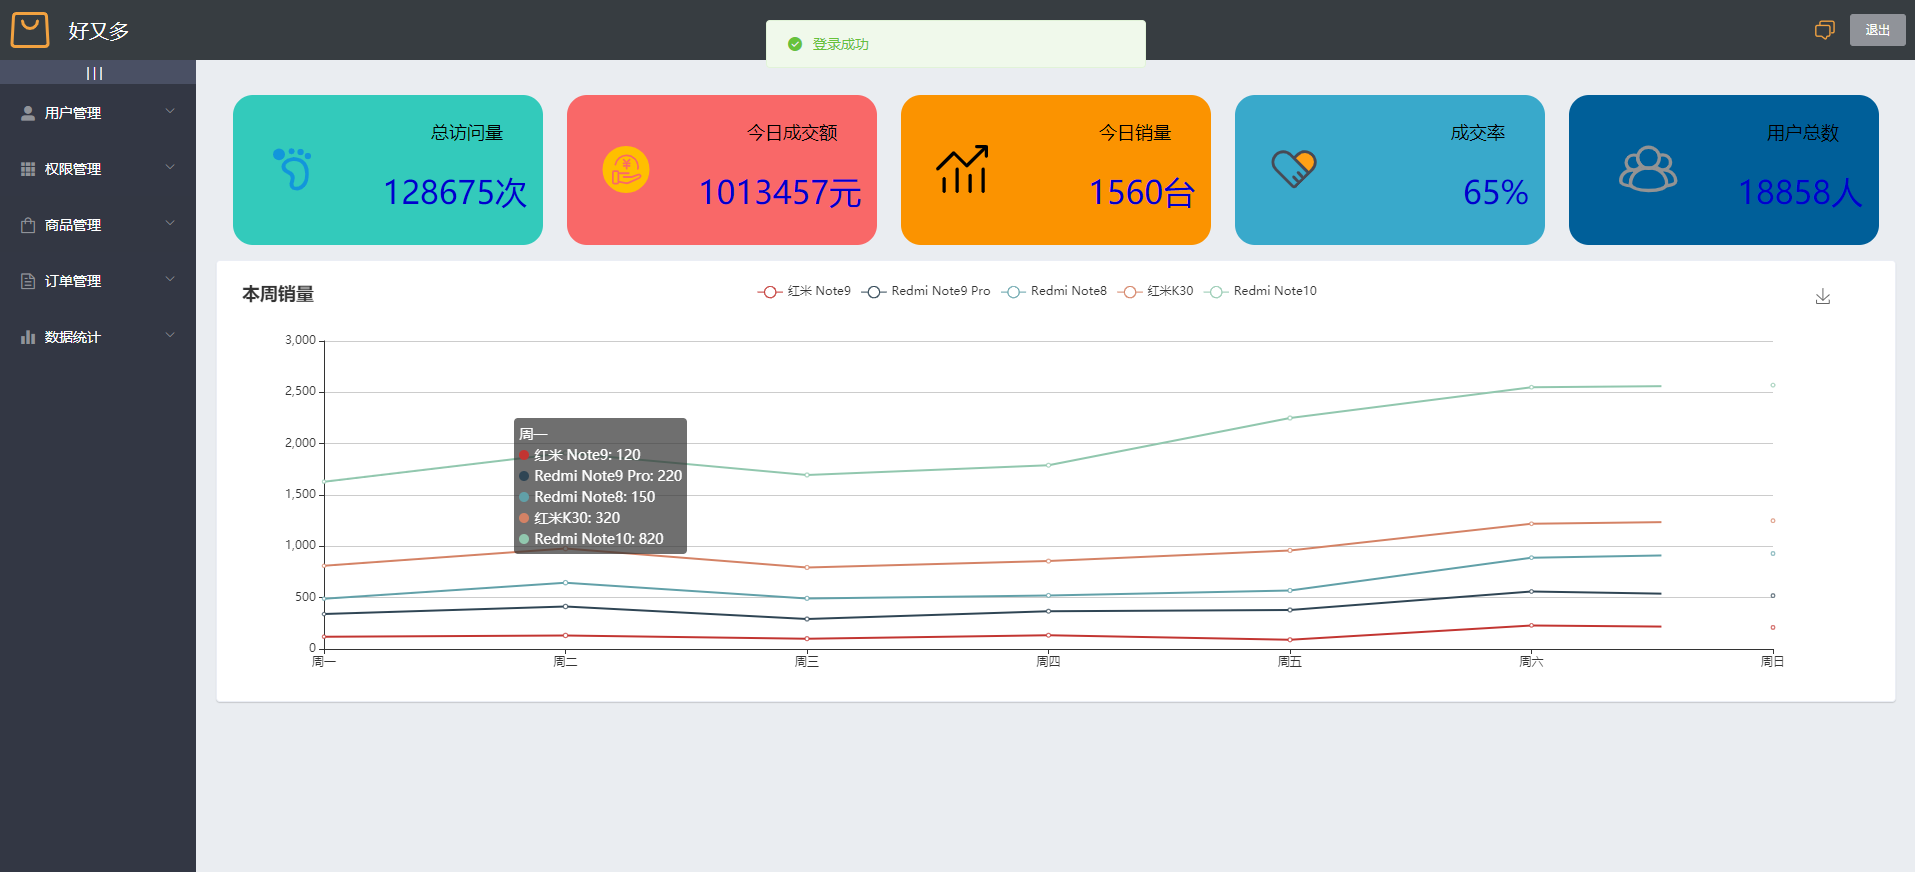 好又多
登录成功
退出
|||
用户管理
权限管理
商品管理
订单管理
数据统计
总访问量
128675次
今日成交额
¥
1013457元
今日销量
1560台
成交率
65%
用户总数
18858人
本周销量
红米 Note9
Redmi Note9 Pro
Redmi Note8
红米K30
Redmi Note10
3,000
2,500
2,000
1,500
1,000
500
0
周一
红米 Note9: 120
Redmi Note9 Pro: 220
Redmi Note8: 150
红米K30: 320
Redmi Note10: 820
周一
周二
周三
周四
周五
周六
周日